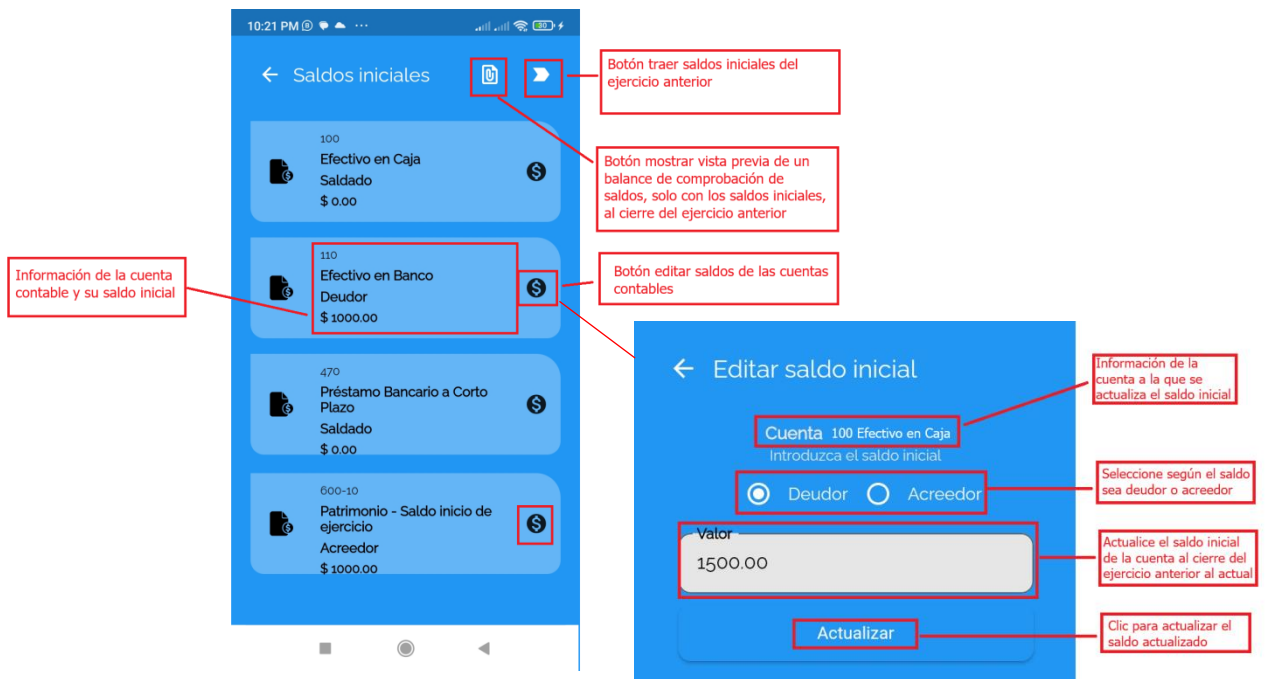 10:21 PM
Saldos iniciales
Botón traer saldos iniciales del
ejercicio anterior
100
Efectivo en Caja
Saldado
$ 0.00
Botón mostrar vista previa de un
balance de comprobación de
saldos, solo con los saldos iniciales,
al cierre del ejercicio anterior
110
Efectivo en Banco
Deudor
$ 1000.00
Información de la cuenta
contable y su saldo inicial
Botón editar saldos de las cuentas
contables
470
Préstamo Bancario a Corto
Plazo
Saldado
$ 0.00
600-10
Patrimonio - Saldo inicio de
ejercicio
Acreedor
$ 1000.00
Editar saldo inicial
Información de la
cuenta a la que se
actualiza el saldo inicial
Cuenta 100 Efectivo en Caja
Introduzca el saldo inicial
Deudor Acreedor
Seleccione según el saldo
sea deudor o acreedor
Valor
1500.00
Actualice el saldo inicial
de la cuenta al cierre del
ejercicio anterior al actual
Actualizar
Clic para actualizar el
saldo actualizado